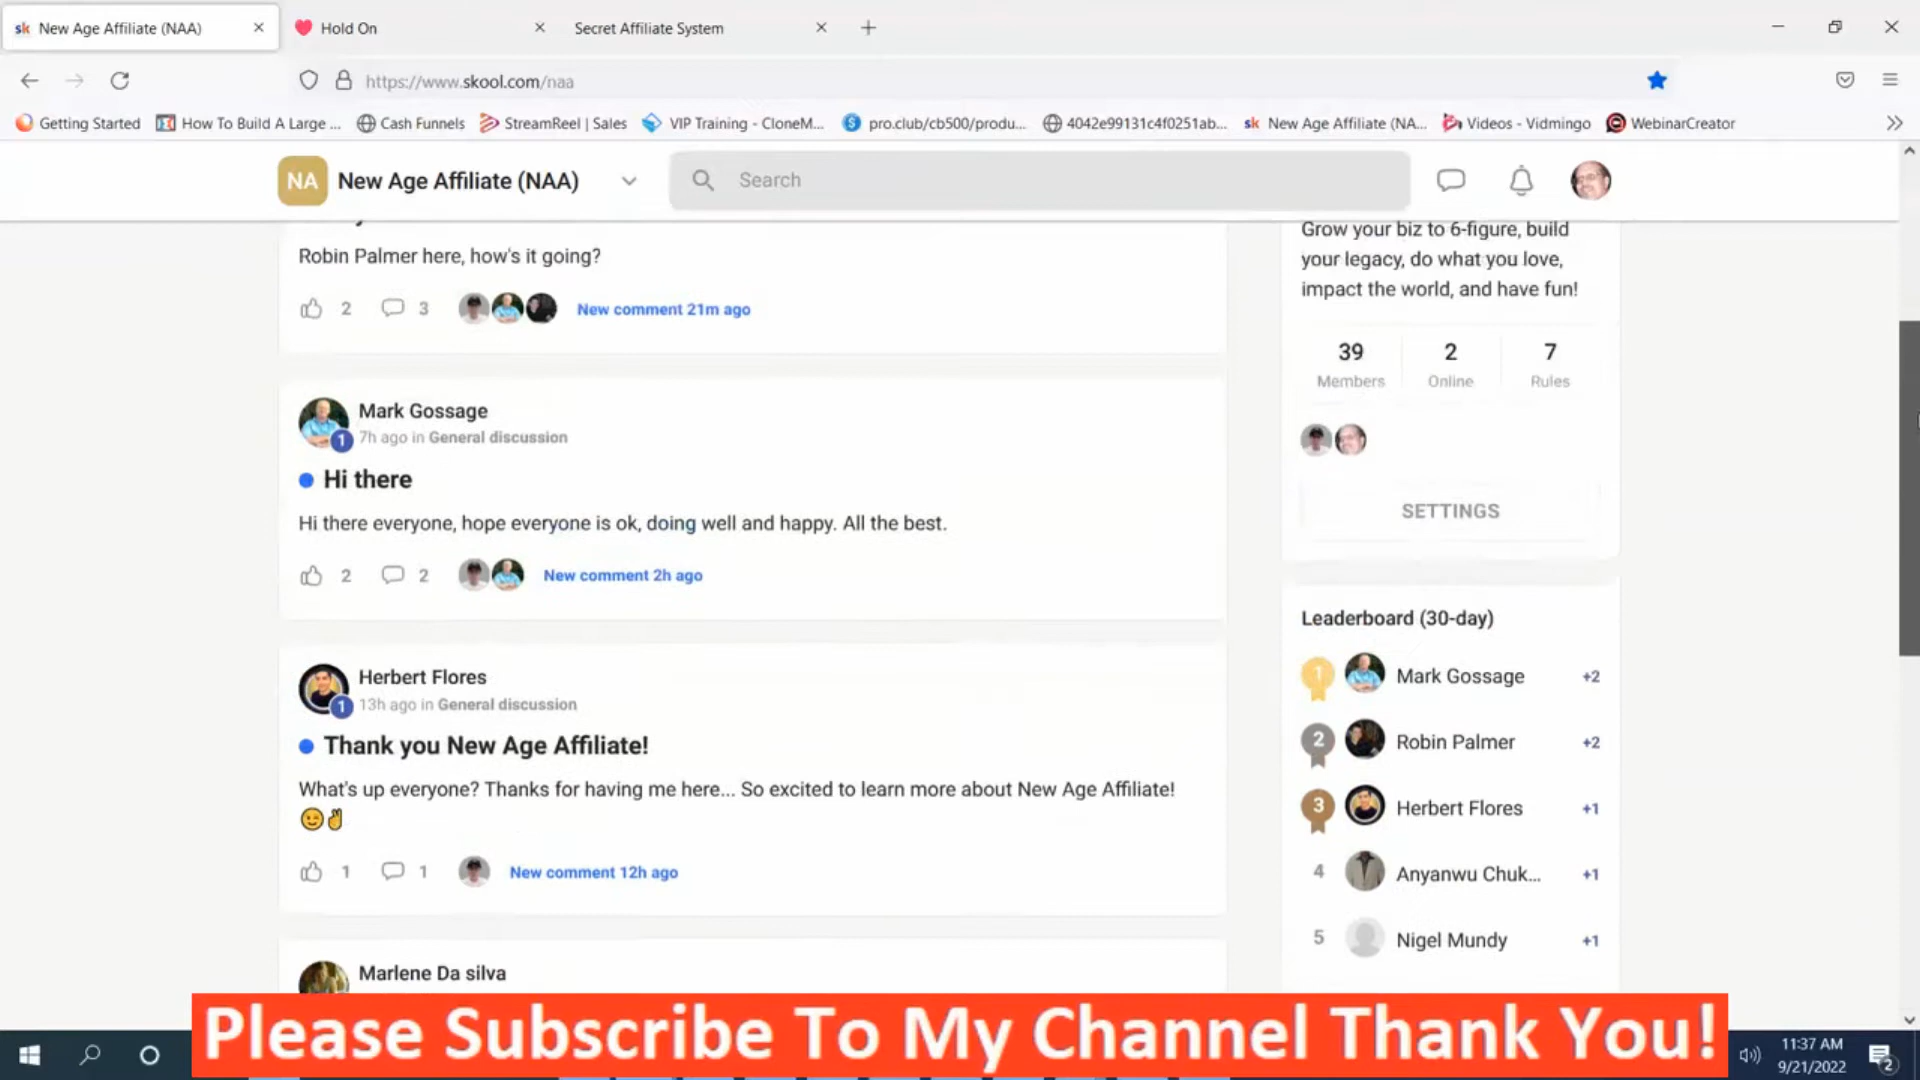 sk New Age Affiliate (NAA)
Hold On
Secret Affiliate System
https://www.skool.com/naa
Getting Started
How To Build A Large ...
Cash Funnels
StreamReel | Sales
VIP Training - CloneM...
pro.club/cb500/produ...
4042e99131c4f0251ab...
sk New Age Affiliate (NA...
Videos - Vidmingo
WebinarCreator
NA New Age Affiliate (NAA)
Search
Robin Palmer here, how's it going?
2 3 New comment 21m ago
Mark Gossage
1 7h ago in General discussion
Hi there
Hi there everyone, hope everyone is ok, doing well and happy. All the best.
2 2 New comment 2h ago
Herbert Flores
1 13h ago in General discussion
Thank you New Age Affiliate!
What's up everyone? Thanks for having me here... So excited to learn more about New Age Affiliate!
😉✌
1 1 New comment 12h ago
Marlene Da silva
Grow your biz to 6-figure, build
your legacy, do what you love,
impact the world, and have fun!
39 2 7
Members Online Rules
SETTINGS
Leaderboard (30-day)
1 Mark Gossage +2
2 Robin Palmer +2
3 Herbert Flores +1
4 Anyanwu Chuk... +1
5 Nigel Mundy +1
Please Subscribe To My Channel Thank You!
11:37 AM
9/21/2022
2